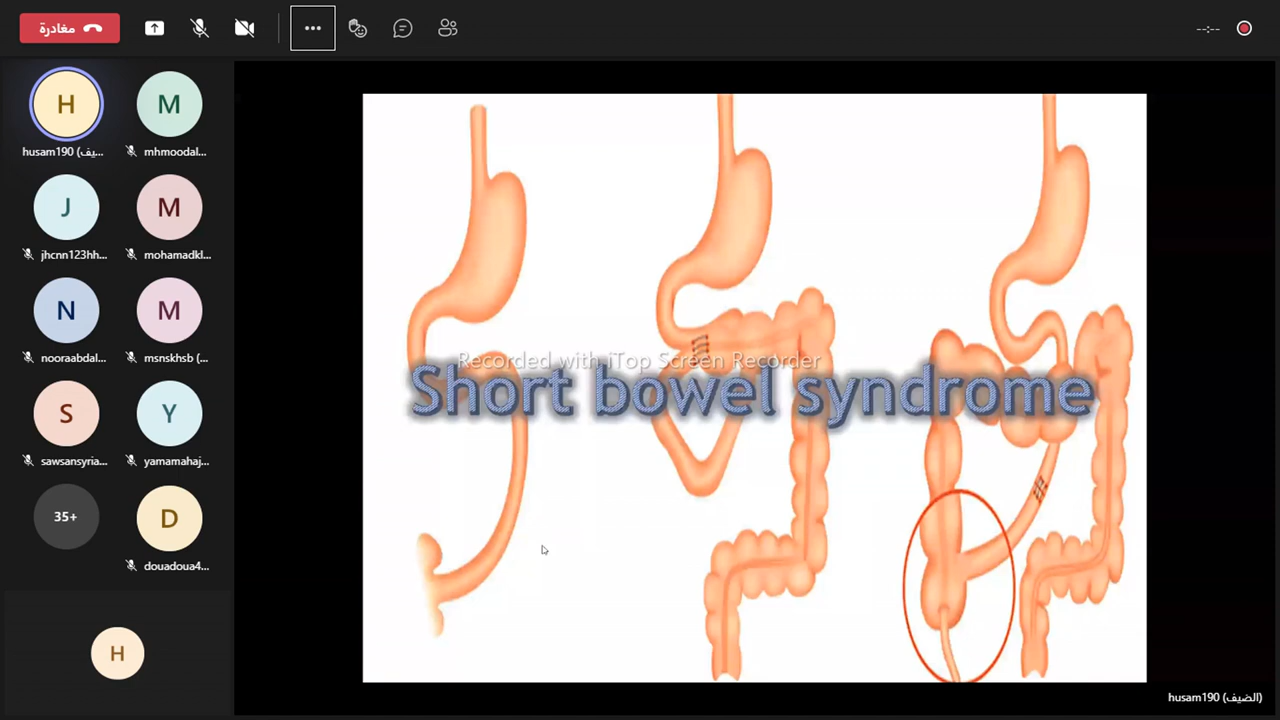 مغادرة
--:--
H
M
husam190 (ضيف...
mhmoodal...
J
M
jhcnn123hh...
mohamadkl...
N
M
nooraabdal...
msnskhsb (...
S
Y
sawsansyria...
yamamahaj...
35+
D
douadoua4...
H
Recorded with iTop Screen Recorder
Short bowel syndrome
husam190 (الضيف)